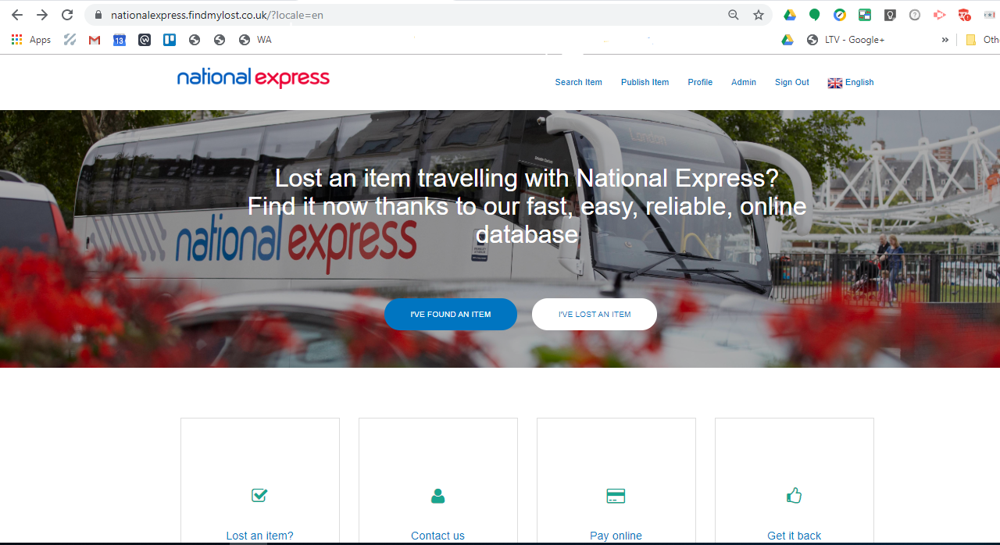 nationalexpress.findmylost.co.uk/?locale=en
Apps
13
WA
LTV - Google+
»
Othe
national express
Search Item
Publish Item
Profile
Admin
Sign Out
English
London
Lost an item travelling with National Express?
Find it now thanks to our fast, easy, reliable, online
database
national express
I'VE FOUND AN ITEM
I'VE LOST AN ITEM
Lost an item?
Contact us
Pay online
Get it back